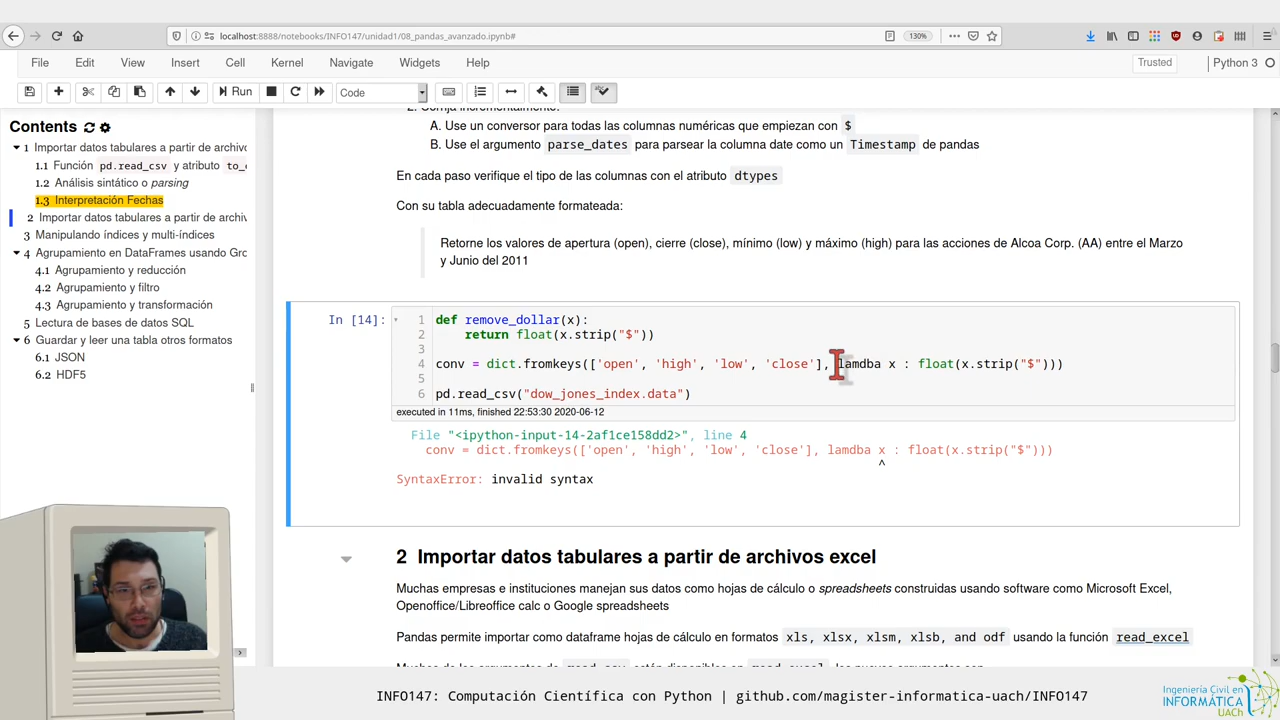 localhost:8888/notebooks/INFO147/unidad1/08_pandas_avanzado.ipynb#
130%
File Edit View Insert Cell Kernel Navigate Widgets Help
Trusted
Python 3
Run
Code
Contents
1 Importar datos tabulares a partir de archivo
1.1 Función pd.read_csv y atributo to_
1.2 Análisis sintático o parsing
1.3 Interpretación Fechas
2 Importar datos tabulares a partir de archiv
3 Manipulando índices y multi-índices
4 Agrupamiento en DataFrames usando Gro
4.1 Agrupamiento y reducción
4.2 Agrupamiento y filtro
4.3 Agrupamiento y transformación
5 Lectura de bases de datos SQL
6 Guardar y leer una tabla otros formatos
6.1 JSON
6.2 HDF5
2. Corrija incrementalmente:
A. Use un conversor para todas las columnas numéricas que empiezan con $
B. Use el argumento parse_dates para parsear la columna date como un Timestamp de pandas
En cada paso verifique el tipo de las columnas con el atributo dtypes
Con su tabla adecuadamente formateada:
Retorne los valores de apertura (open), cierre (close), mínimo (low) y máximo (high) para las acciones de Alcoa Corp. (AA) entre el Marzo
y Junio del 2011
In [14]:
1 def remove_dollar(x):
2 return float(x.strip("$"))
3
4 conv = dict.fromkeys(['open', 'high', 'low', 'close'], lamdba x : float(x.strip("$")))
5
6 pd.read_csv("dow_jones_index.data")
executed in 11ms, finished 22:53:30 2020-06-12
File "<ipython-input-14-2af1ce158dd2>", line 4
conv = dict.fromkeys(['open', 'high', 'low', 'close'], lamdba x : float(x.strip("$")))
^
SyntaxError: invalid syntax
2 Importar datos tabulares a partir de archivos excel
Muchas empresas e instituciones manejan sus datos como hojas de cálculo o spreadsheets construidas usando software como Microsoft Excel,
Openoffice/Libreoffice calc o Google spreadsheets
Pandas permite importar como dataframe hojas de cálculo en formatos xls, xlsx, xlsm, xlsb, and odf usando la función read_excel
INFO147: Computación Científica con Python | github.com/magister-informatica-uach/INFO147
Ingeniería Civil en
INFORMÁTICA
UACh